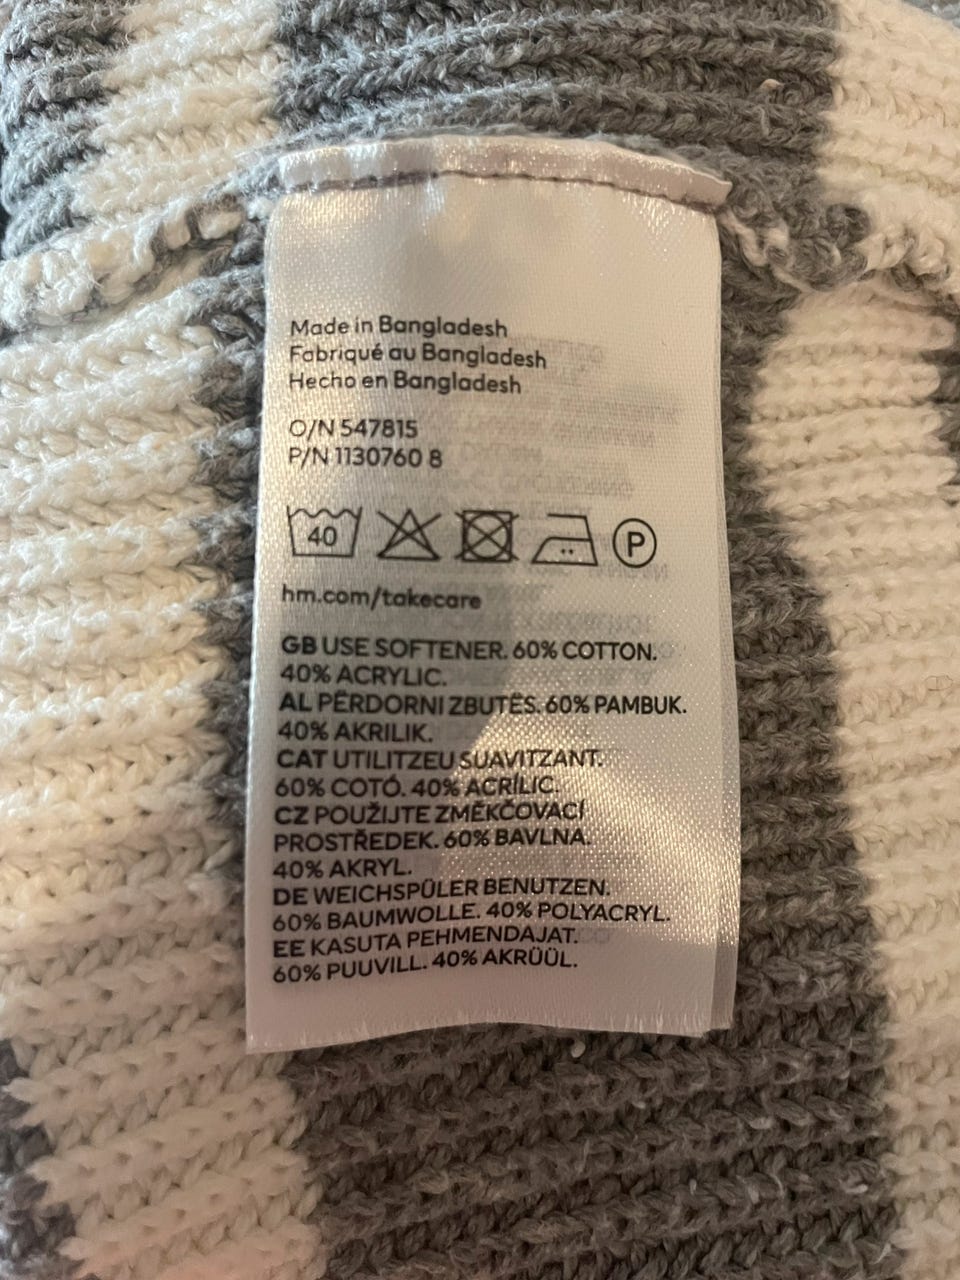 Made in Bangladesh
Fabriqué au Bangladesh
Hecho en Bangladesh
O/N 547815
P/N 1130760 8
40 P
hm.com/takecare
GB USE SOFTENER. 60% COTTON.
40% ACRYLIC.
AL PËRDORNI ZBUTËS. 60% PAMBUK.
40% AKRILIK.
CAT UTILITZEU SUAVITZANT.
60% COTÓ. 40% ACRÍLIC.
CZ POUŽIJTE ZMĚKČOVACÍ
PROSTŘEDEK. 60% BAVLNA.
40% AKRYL.
DE WEICHSPÜLER BENUTZEN.
60% BAUMWOLLE. 40% POLYACRYL.
EE KASUTA PEHMENDAJAT.
60% PUUVILL. 40% AKRÜÜL.